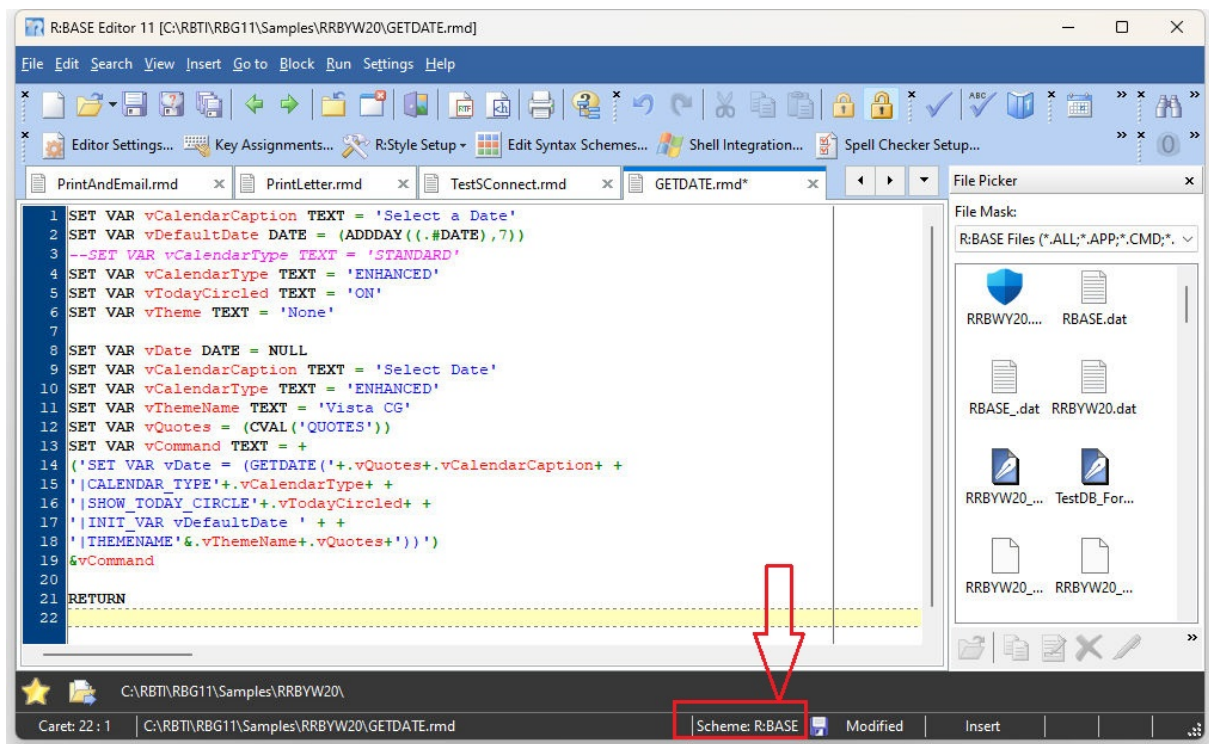 R:BASE Editor 11 [C:\RBTI\RBG11\Samples\RRBYW20\GETDATE.rmd]
File Edit Search View Insert Go to Block Run Settings Help
Editor Settings... Key Assignments... R:Style Setup Edit Syntax Schemes... Shell Integration... Spell Checker Setup...
PrintAndEmail.rmd PrintLetter.rmd TestSConnect.rmd GETDATE.rmd* File Picker
File Mask:
R:BASE Files (*.ALL;*.APP;*.CMD;*.
1 SET VAR vCalendarCaption TEXT = 'Select a Date'
2 SET VAR vDefaultDate DATE = (ADDDAY((.#DATE),7))
3 --SET VAR vCalendarType TEXT = 'STANDARD'
4 SET VAR vCalendarType TEXT = 'ENHANCED'
5 SET VAR vTodayCircled TEXT = 'ON'
6 SET VAR vTheme TEXT = 'None'
7
8 SET VAR vDate DATE = NULL
9 SET VAR vCalendarCaption TEXT = 'Select Date'
10 SET VAR vCalendarType TEXT = 'ENHANCED'
11 SET VAR vThemeName TEXT = 'Vista CG'
12 SET VAR vQuotes = (CVAL('QUOTES'))
13 SET VAR vCommand TEXT = +
14 ('SET VAR vDate = (GETDATE('+.vQuotes+.vCalendarCaption+ +
15 '|CALENDAR_TYPE'+.vCalendarType+ +
16 '|SHOW_TODAY_CIRCLE'+.vTodayCircled+ +
17 '|INIT_VAR vDefaultDate ' + +
18 '|THEMENAME'&.vThemeName+.vQuotes+'))')
19 &vCommand
20
21 RETURN
22
RRBWY20.... RBASE.dat
RBASE_.dat RRBYW20.dat
RRBYW20_... TestDB_For...
RRBYW20_... RRBYW20_...
C:\RBTI\RBG11\Samples\RRBYW20\
Caret: 22 : 1 C:\RBTI\RBG11\Samples\RRBYW20\GETDATE.rmd Scheme: R:BASE Modified Insert